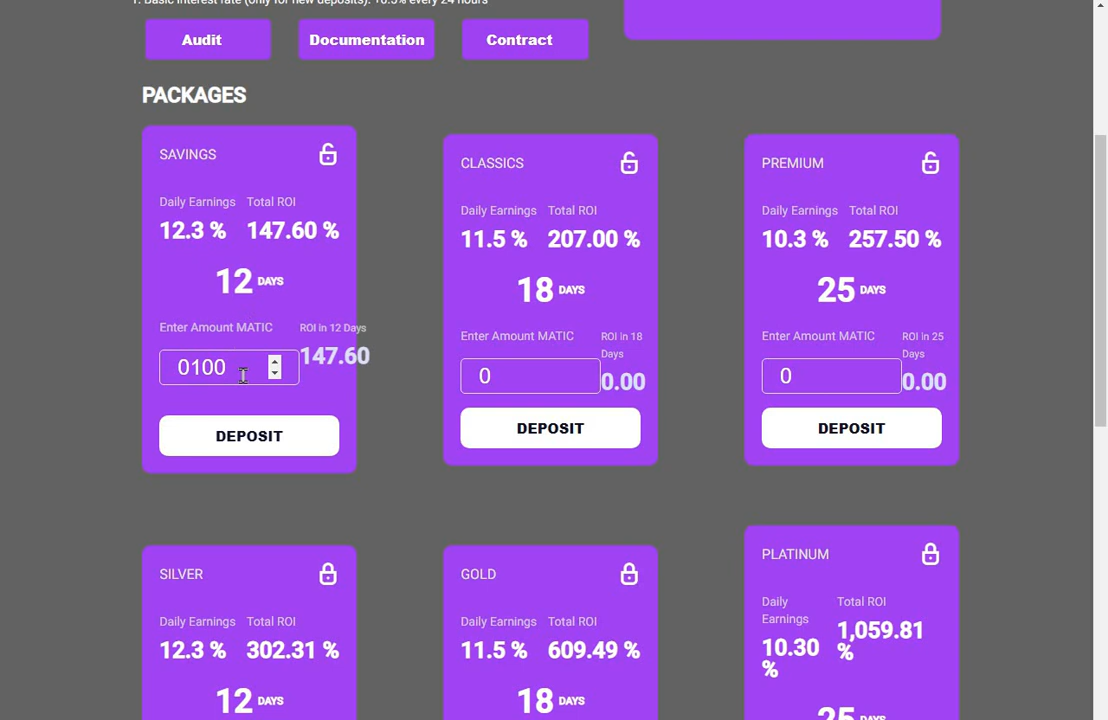 1. Basic interest rate (only for new deposits): +0.5% every 24 hours
Audit
Documentation
Contract
PACKAGES
SAVINGS
Daily Earnings Total ROI
12.3 % 147.60 %
12 DAYS
Enter Amount MATIC ROI in 12 Days
0100 147.60
DEPOSIT
CLASSICS
Daily Earnings Total ROI
11.5 % 207.00 %
18 DAYS
Enter Amount MATIC ROI in 18
Days
0 0.00
DEPOSIT
PREMIUM
Daily Earnings Total ROI
10.3 % 257.50 %
25 DAYS
Enter Amount MATIC ROI in 25
Days
0 0.00
DEPOSIT
SILVER
Daily Earnings Total ROI
12.3 % 302.31 %
12 DAYS
GOLD
Daily Earnings Total ROI
11.5 % 609.49 %
18 DAYS
PLATINUM
Daily Total ROI
Earnings
1,059.81
%
10.30
%
25 DAYS